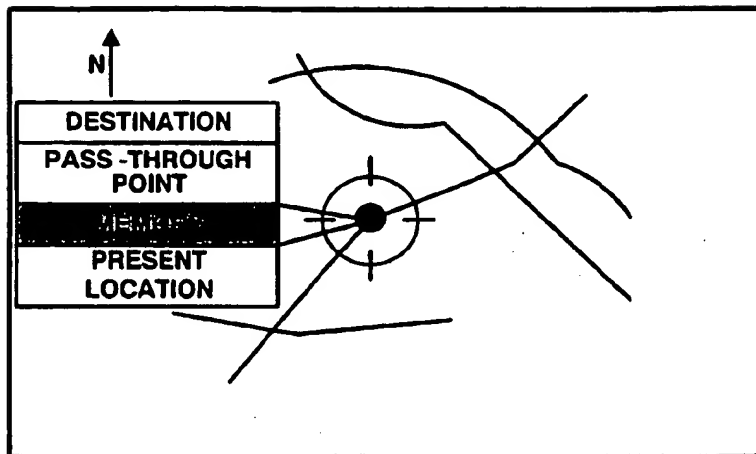 N
DESTINATION
PASS -THROUGH
POINT
PRESENT
LOCATION